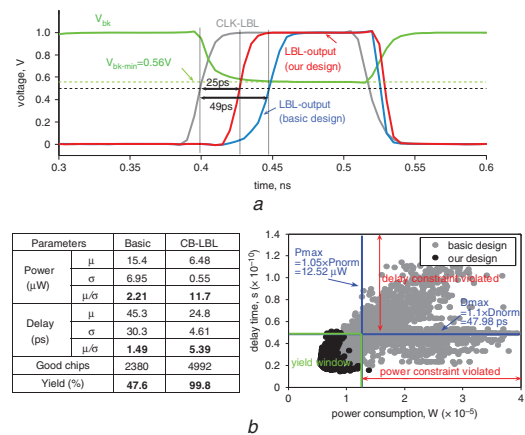 V_bk
CLK-LBL
1.0
0.8
0.6
0.4
0.2
0
voltage, V
V_bk-min=0.56V
25ps
49ps
LBL-output
(our design)
LBL-output
(basic design)
0.3
0.4
0.5
0.6
time, ns
a
Parameters Basic CB-LBL
Power (μW) μ 15.4 6.48
σ 6.95 0.55
μ/σ 2.21 11.7
Delay (ps) μ 45.3 24.8
σ 30.3 4.61
μ/σ 1.49 5.39
Good chips 2380 4992
Yield (%) 47.6 99.8
1.4
1.2
1.0
0.8
0.6
0.4
0.2
0
delay time, s (× 10⁻¹⁰)
Pmax
=1.05×Pnorm
=12.52 μW
basic design
our design
delay constraint violated
Dmax
=1.1×Dnorm
=47.98 ps
yield window
power constraint violated
0
1
2
3
4
power consumption, W (× 10⁻⁵)
b